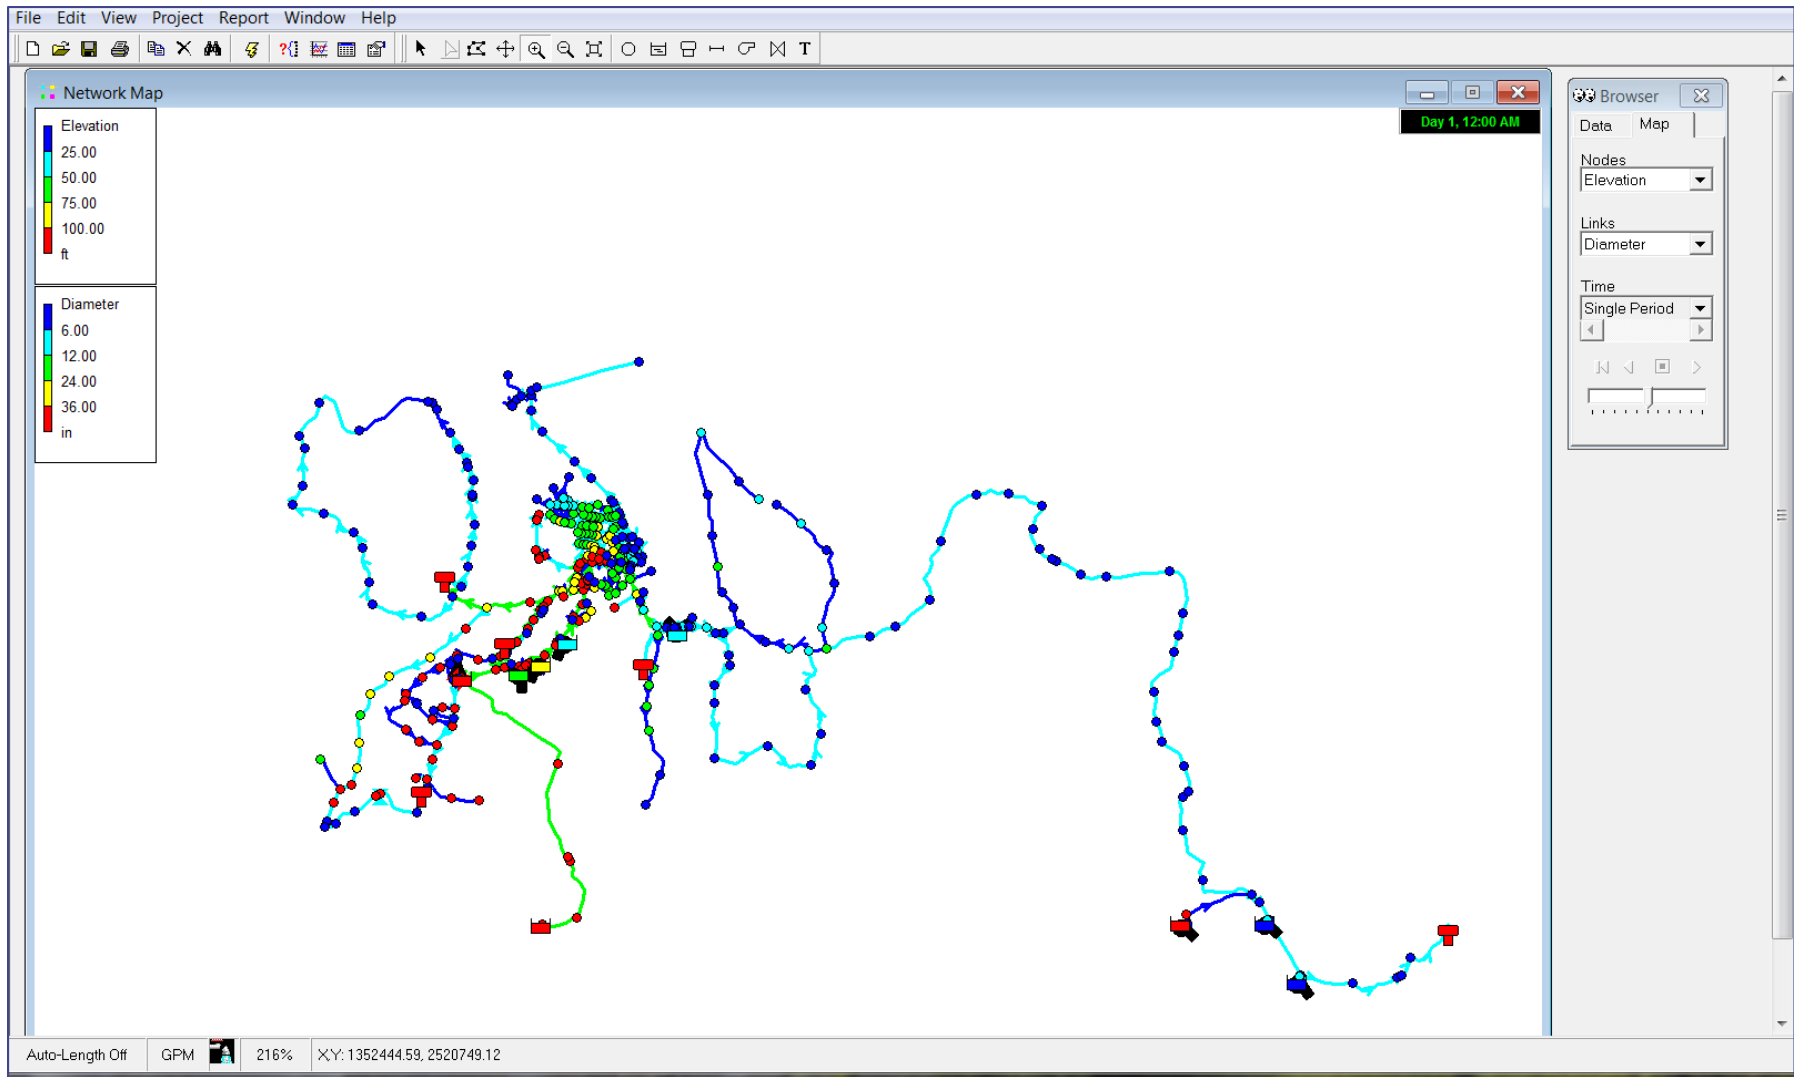 File Edit View Project Report Window Help
T
Network Map
Elevation
25.00
50.00
75.00
100.00
ft
Diameter
6.00
12.00
24.00
36.00
in
Day 1, 12:00 AM
Browser
Data Map
Nodes
Elevation
Links
Diameter
Time
Single Period
Auto-Length Off GPM 216% X,Y: 1352444.59, 2520749.12